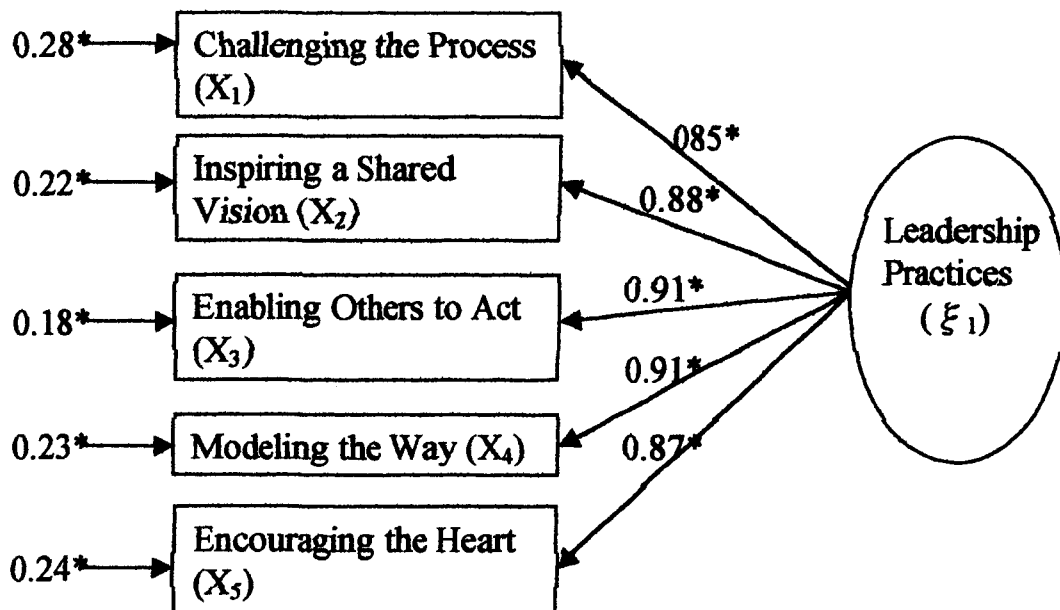 0.28*
Challenging the Process
(X₁)
085*
0.22*
Inspiring a Shared
Vision (X₂)
0.88*
Leadership
Practices
(ξ₁)
0.18*
Enabling Others to Act
(X₃)
0.91*
0.91*
0.23*
Modeling the Way (X₄)
0.87*
0.24*
Encouraging the Heart
(X₅)